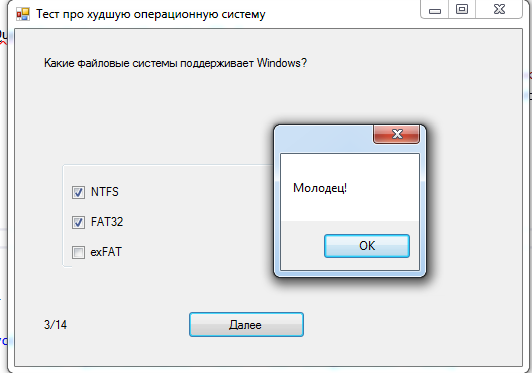 Тест про худшую операционную систему
Какие файловые системы поддерживает Windows?
Молодец!
NTFS
FAT32
OK
exFAT
3/14
Далее